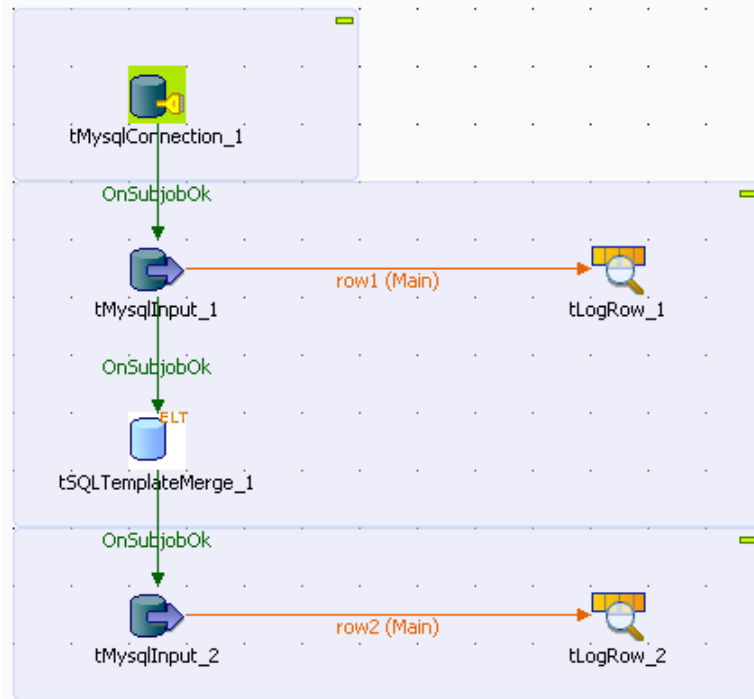 tMysqlConnection_1
OnSubjobOk
row1 (Main)
tMysqlInput_1
tLogRow_1
OnSubjobOk
ELT
tSQLTemplateMerge_1
OnSubjobOk
row2 (Main)
tMysqlInput_2
tLogRow_2